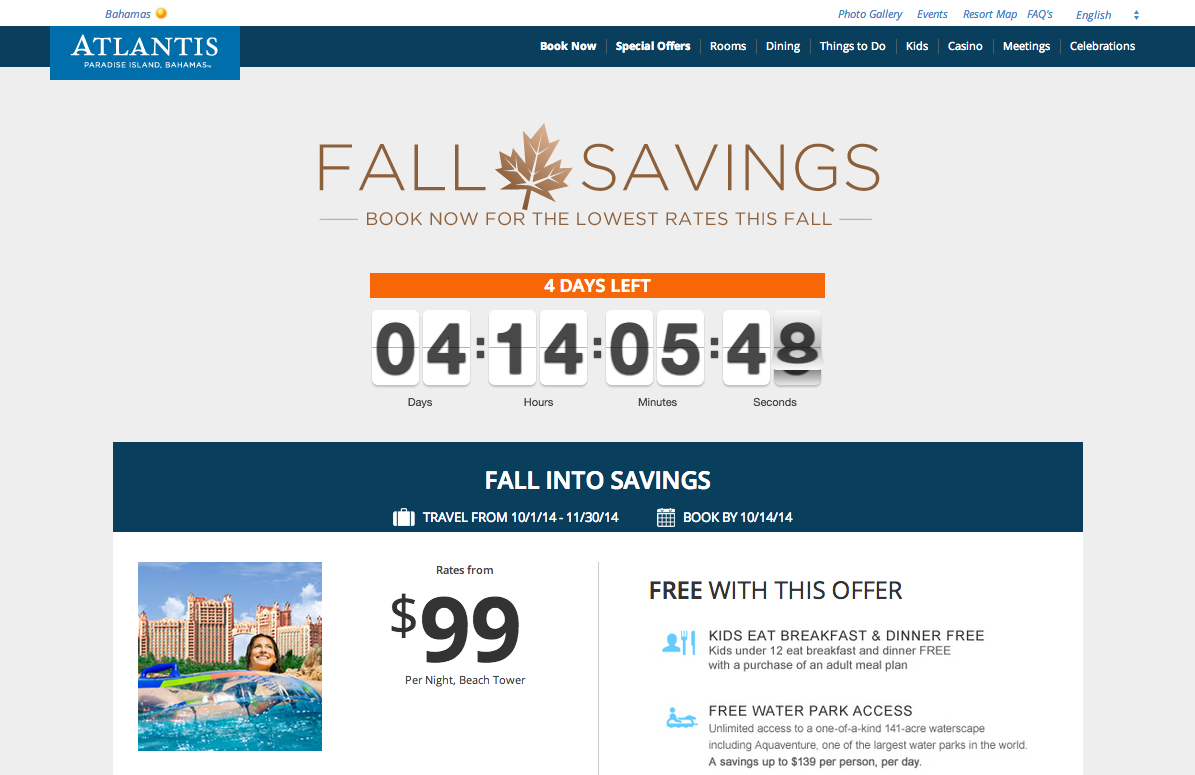 Bahamas
Photo Gallery Events Resort Map FAQ's English
ATLANTIS
PARADISE ISLAND, BAHAMAS™
Book Now Special Offers Rooms Dining Things to Do Kids Casino Meetings Celebrations
FALL SAVINGS
BOOK NOW FOR THE LOWEST RATES THIS FALL
4 DAYS LEFT
04:14:05:48
Days Hours Minutes Seconds
FALL INTO SAVINGS
TRAVEL FROM 10/1/14 - 11/30/14 BOOK BY 10/14/14
Rates from
$99
Per Night, Beach Tower
FREE WITH THIS OFFER
KIDS EAT BREAKFAST & DINNER FREE
Kids under 12 eat breakfast and dinner FREE
with a purchase of an adult meal plan
FREE WATER PARK ACCESS
Unlimited access to a one-of-a-kind 141-acre waterscape
including Aquaventure, one of the largest water parks in the world.
A savings up to $139 per person, per day.